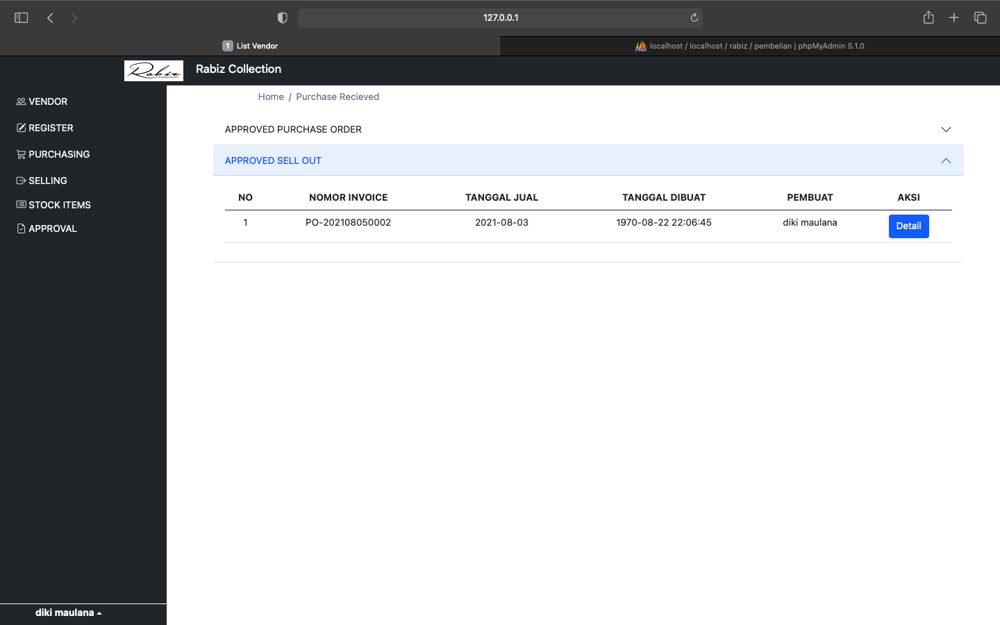 127.0.0.1
1 List Vendor
localhost / localhost / rabiz / pembelian | phpMyAdmin 5.1.0
Rabiz collection
Rabiz Collection
VENDOR
REGISTER
PURCHASING
SELLING
STOCK ITEMS
APPROVAL
diki maulana
Home / Purchase Recieved
APPROVED PURCHASE ORDER
APPROVED SELL OUT
NO NOMOR INVOICE TANGGAL JUAL TANGGAL DIBUAT PEMBUAT AKSI
1 PO-202108050002 2021-08-03 1970-08-22 22:06:45 diki maulana Detail